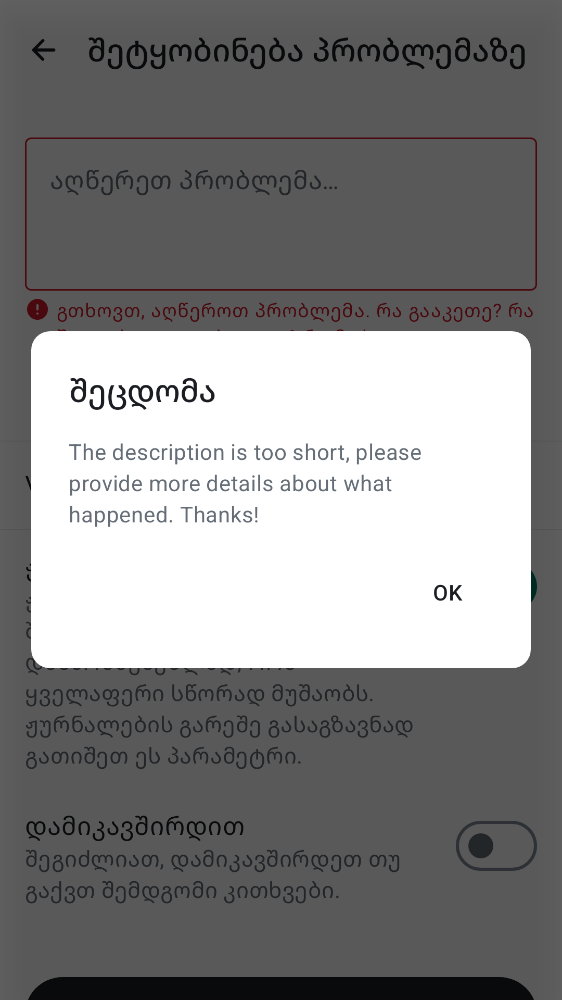 შეტყობინება პრობლემაზე
აღწერეთ პრობლემა...
გთხოვთ, აღწეროთ პრობლემა. რა გააკეთე? რა
შეცდომა
The description is too short, please
provide more details about what
happened. Thanks!
OK
ყველაფერი სწორად მუშაობს.
ჟურნალების გარეშე გასაგზავნად
გათიშეთ ეს პარამეტრი.
დამიკავშირდით
შეგიძლიათ, დამიკავშირდეთ თუ
გაქვთ შემდგომი კითხვები.